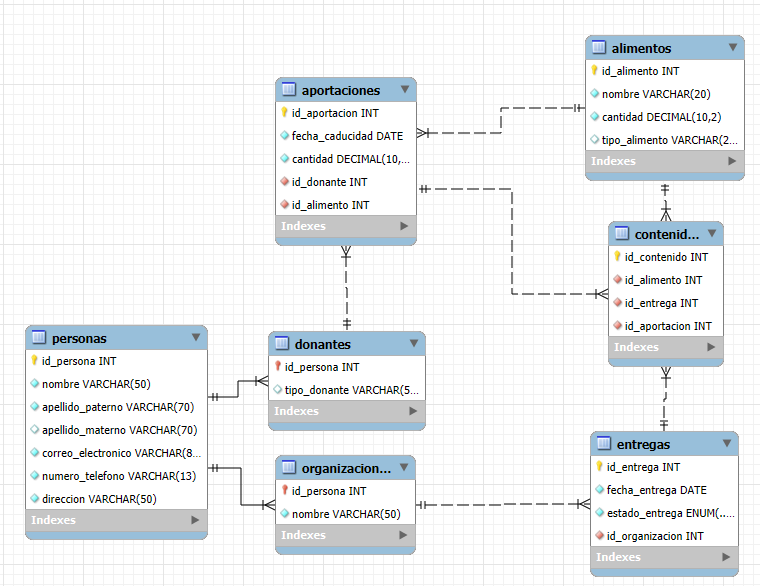 alimentos
id_alimento INT
nombre VARCHAR(20)
cantidad DECIMAL(10,2)
tipo_alimento VARCHAR(2...
Indexes
aportaciones
id_aportacion INT
fecha_caducidad DATE
cantidad DECIMAL(10,...
id_donante INT
id_alimento INT
Indexes
contenid...
id_contenido INT
id_alimento INT
id_entrega INT
id_aportacion INT
Indexes
personas
id_persona INT
nombre VARCHAR(50)
apellido_paterno VARCHAR(70)
apellido_materno VARCHAR(70)
correo_electronico VARCHAR(8...
numero_telefono VARCHAR(13)
direccion VARCHAR(50)
Indexes
donantes
id_persona INT
tipo_donante VARCHAR(5...
Indexes
organizacion...
id_persona INT
nombre VARCHAR(50)
Indexes
entregas
id_entrega INT
fecha_entrega DATE
estado_entrega ENUM(...
id_organizacion INT
Indexes